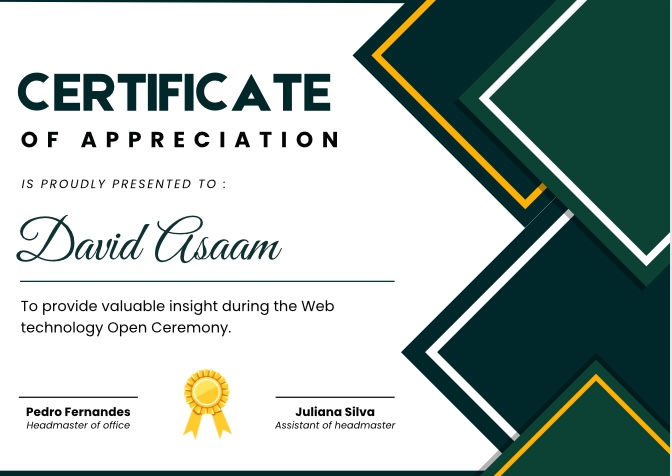 CERTIFICATE
OF APPRECIATION
IS PROUDLY PRESENTED TO :
David Asaam
To provide valuable insight during the Web
technology Open Ceremony.
Pedro Fernandes
Headmaster of office
Juliana Silva
Assistant of headmaster